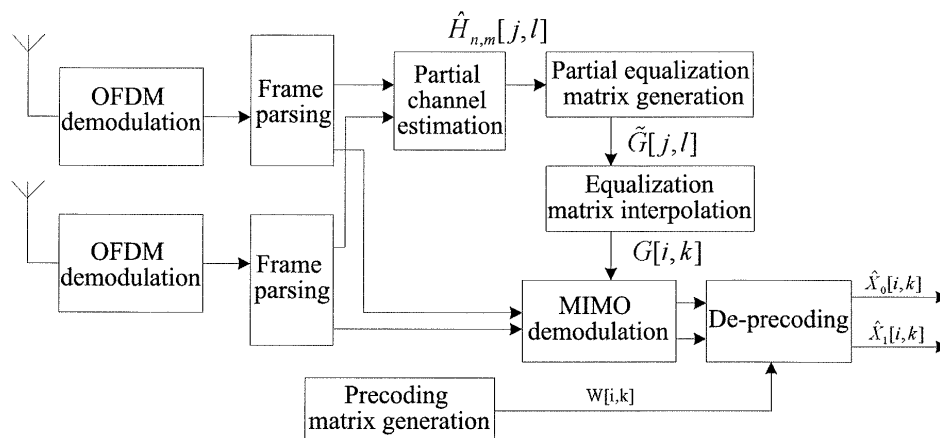 Ĥₙ,ₘ[j,l]
OFDM
demodulation
Frame
parsing
Partial
channel
estimation
Partial equalization
matrix generation
G̃[j,l]
Equalization
matrix interpolation
OFDM
demodulation
Frame
parsing
G[i,k]
MIMO
demodulation
De-precoding
X̂₀[i,k]
X̂₁[i,k]
Precoding
matrix generation
W[i,k]